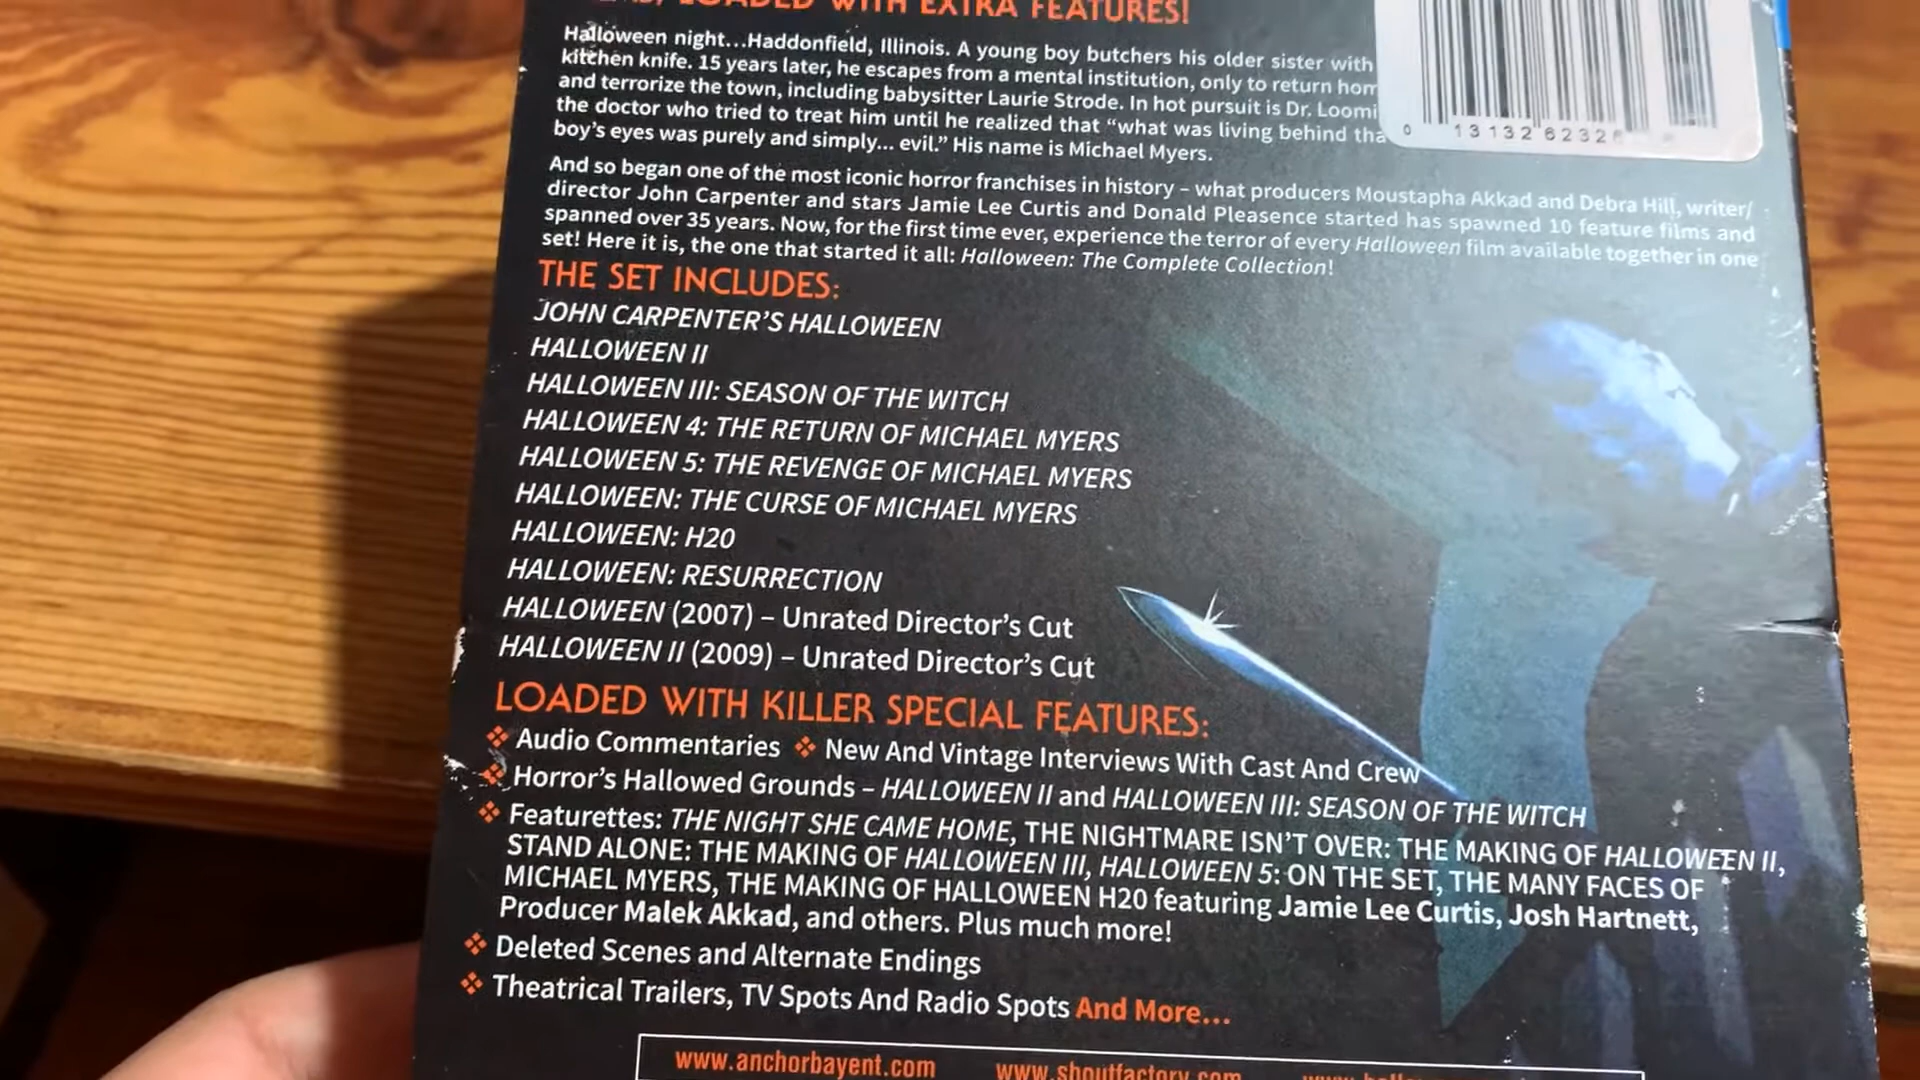 LOADED WITH EXTRA FEATURES!
Halloween night...Haddonfield, Illinois. A young boy butchers his older sister with
kitchen knife. 15 years later, he escapes from a mental institution, only to return
and terrorize the town, including babysitter Laurie Strode. In hot pursuit is Dr.
the doctor who tried to treat him until he realized that “what was living behind
boy’s eyes was purely and simply... evil.” His name is Michael Myers.
0 13132 6232
And so began one of the most iconic horror franchises in history – what producers Moustapha Akkad and Debra Hill, writer/
director John Carpenter and stars Jamie Lee Curtis and Donald Pleasence started has spawned 10 feature films and
spanned over 35 years. Now, for the first time ever, experience the terror of every Halloween film available together in one
set! Here it is, the one that started it all: Halloween: The Complete Collection!
THE SET INCLUDES:
JOHN CARPENTER’S HALLOWEEN
HALLOWEEN II
HALLOWEEN III: SEASON OF THE WITCH
HALLOWEEN 4: THE RETURN OF MICHAEL MYERS
HALLOWEEN 5: THE REVENGE OF MICHAEL MYERS
HALLOWEEN: THE CURSE OF MICHAEL MYERS
HALLOWEEN: H20
HALLOWEEN: RESURRECTION
HALLOWEEN (2007) – Unrated Director’s Cut
HALLOWEEN II (2009) – Unrated Director’s Cut
LOADED WITH KILLER SPECIAL FEATURES:
❖ Audio Commentaries ❖ New And Vintage Interviews With Cast And Crew
❖ Horror’s Hallowed Grounds – HALLOWEEN II and HALLOWEEN III: SEASON OF THE WITCH
❖ Featurettes: THE NIGHT SHE CAME HOME, THE NIGHTMARE ISN’T OVER: THE MAKING OF HALLOWEEN II,
STAND ALONE: THE MAKING OF HALLOWEEN III, HALLOWEEN 5: ON THE SET, THE MANY FACES OF
MICHAEL MYERS, THE MAKING OF HALLOWEEN H20 featuring Jamie Lee Curtis, Josh Hartnett,
Producer Malek Akkad, and others. Plus much more!
❖ Deleted Scenes and Alternate Endings
❖ Theatrical Trailers, TV Spots And Radio Spots And More...
www.anchorbayent.com www.shoutfactory.com